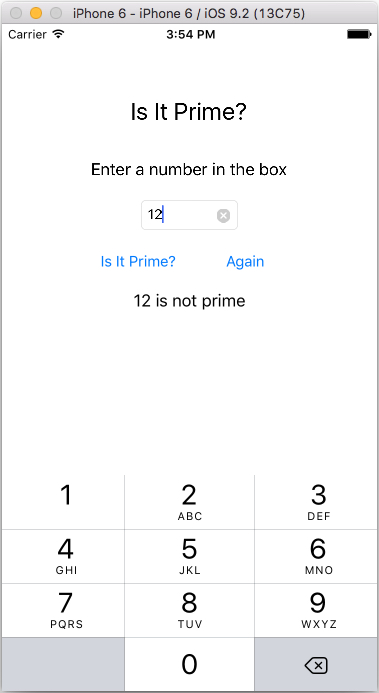 iPhone 6 - iPhone 6 / iOS 9.2 (13C75)
Carrier 3:54 PM
Is It Prime?
Enter a number in the box
12
Is It Prime? Again
12 is not prime
1 2 3
ABC DEF
4 5 6
GHI JKL MNO
7 8 9
PQRS TUV WXYZ
0